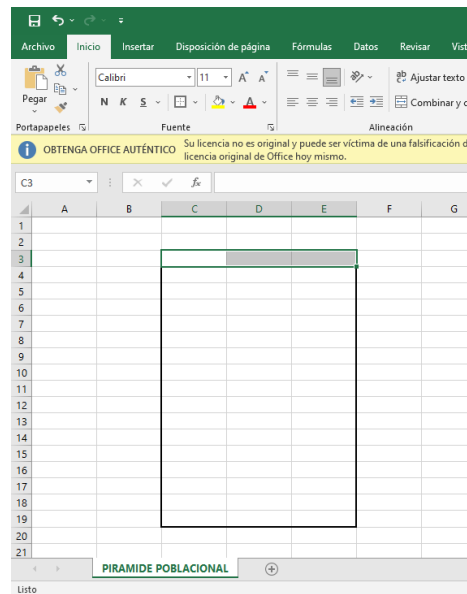 Archivo Inicio Insertar Disposición de página Fórmulas Datos Revisar Vist
Pegar Calibri 11 A A Ajustar texto
N K S A Combinar y c
Portapapeles Fuente Alineación
OBTENGA OFFICE AUTÉNTICO Su licencia no es original y puede ser víctima de una falsificación d
licencia original de Office hoy mismo.
C3 fx
A B C D E F G
1
2
3
4
5
6
7
8
9
10
11
12
13
14
15
16
17
18
19
20
21
PIRAMIDE POBLACIONAL
Listo